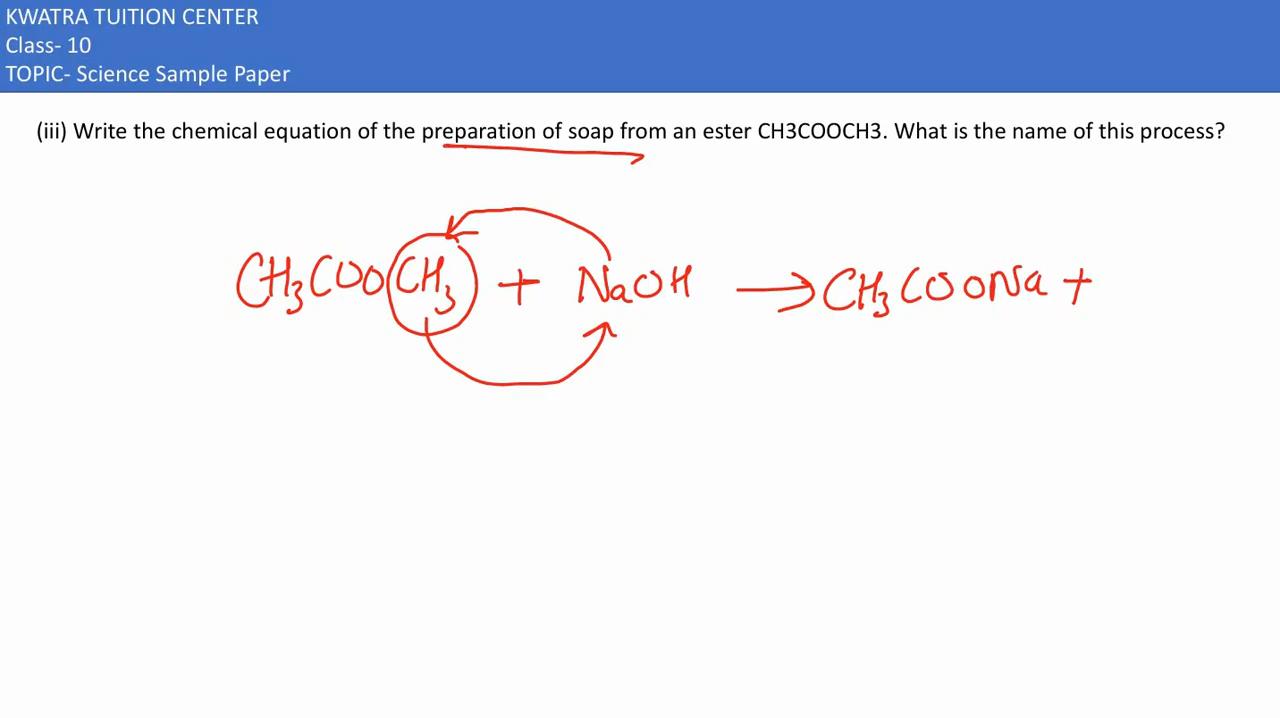 KWATRA TUITION CENTER
Class- 10
TOPIC- Science Sample Paper
(iii) Write the chemical equation of the preparation of soap from an ester CH3COOCH3. What is the name of this process?
CH3COOCH3 + NaOH → CH3COONa +